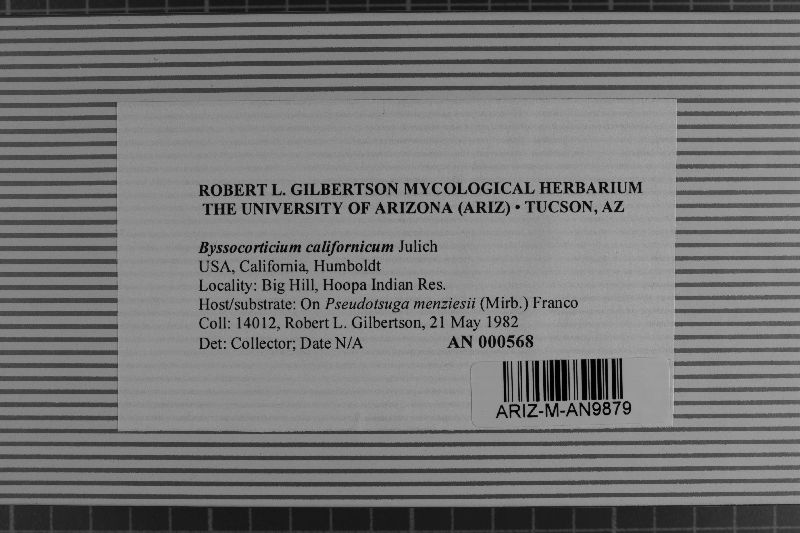 ROBERT L. GILBERTSON MYCOLOGICAL HERBARIUM
THE UNIVERSITY OF ARIZONA (ARIZ) • TUCSON, AZ
Byssocorticium californicum Julich
USA, California, Humboldt
Locality: Big Hill, Hoopa Indian Res.
Host/substrate: On Pseudotsuga menziesii (Mirb.) Franco
Coll: 14012, Robert L. Gilbertson, 21 May 1982
Det: Collector; Date N/A AN 000568
ARIZ-M-AN9879